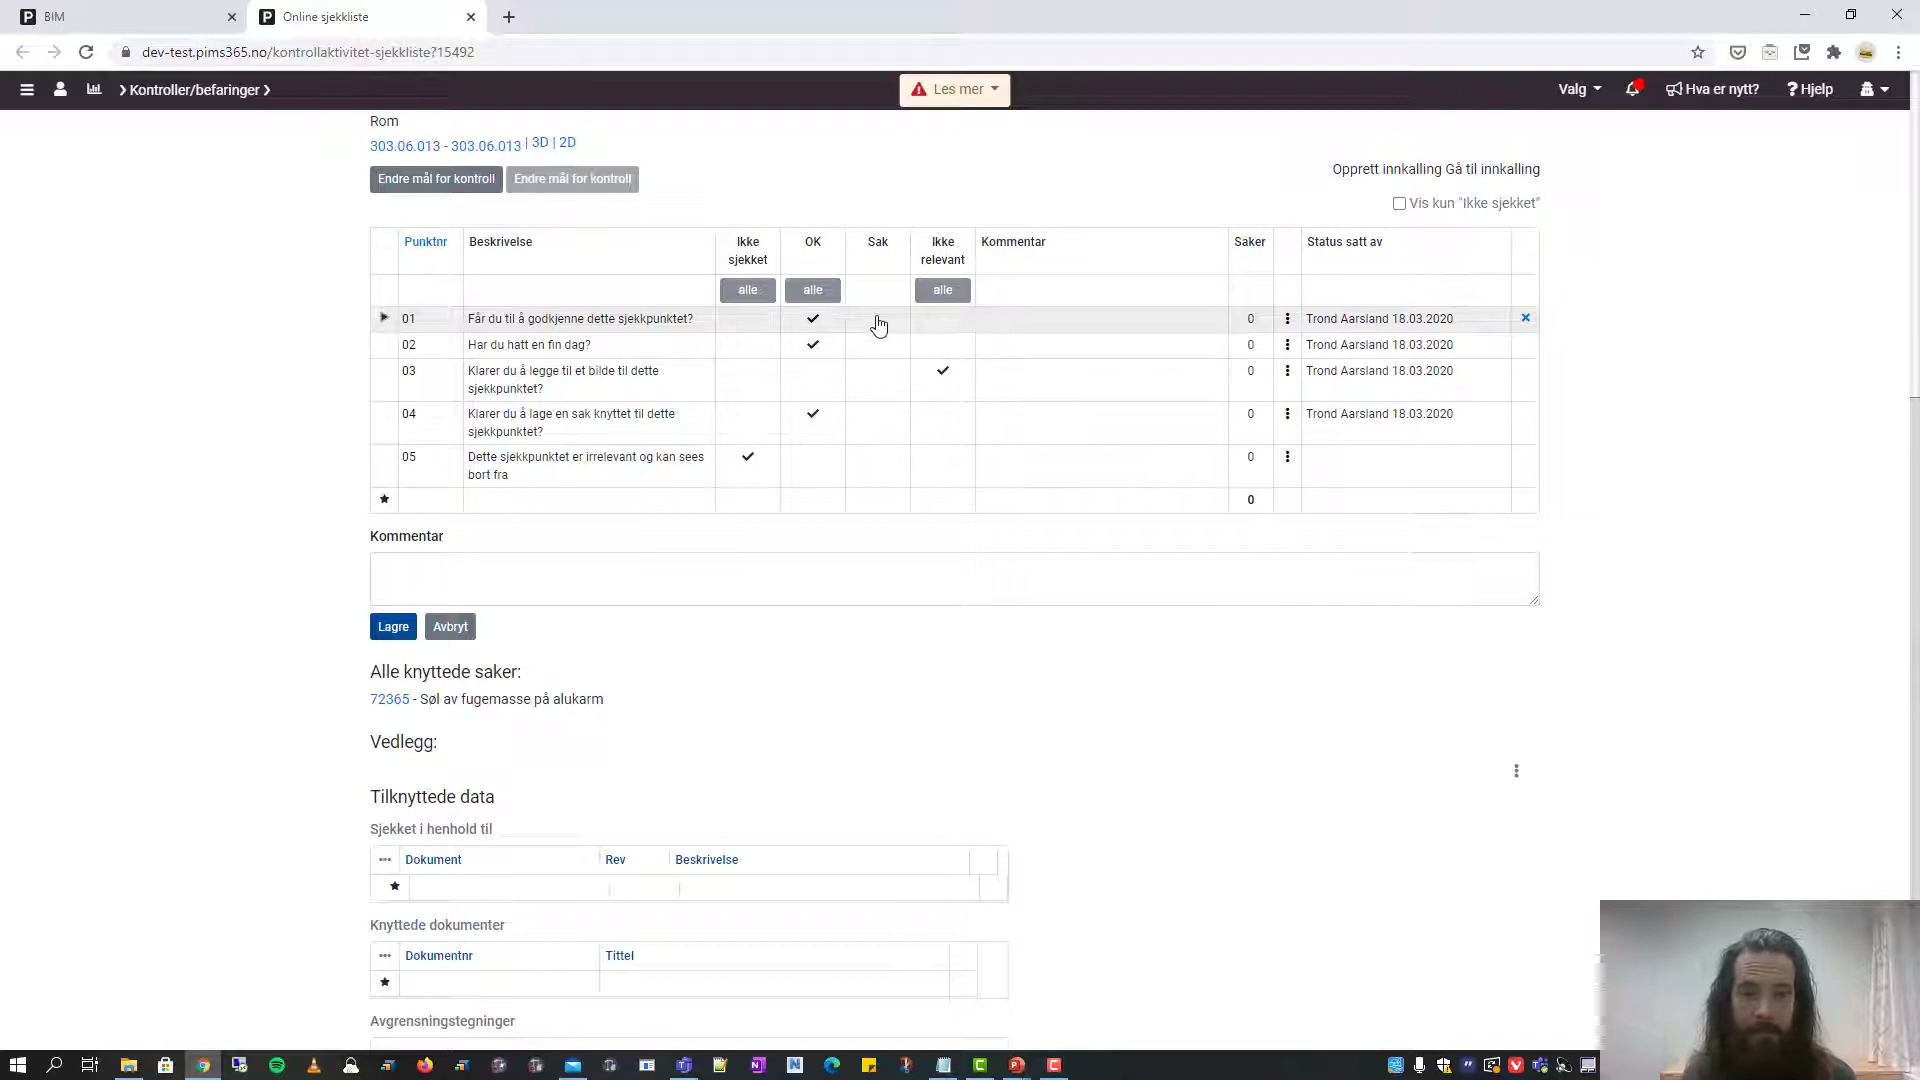 BIM
Online sjekkliste
dev-test.pims365.no/kontrollaktivitet-sjekkliste?15492
Kontroller/befaringer
Les mer
Valg
Hva er nytt?
Hjelp
Rom
303.06.013 - 303.06.013 | 3D | 2D
Endre mål for kontroll
Endre mål for kontroll
Opprett innkalling Gå til innkalling
Vis kun "Ikke sjekket"
Punktnr Beskrivelse Ikke sjekket OK Sak Ikke relevant Kommentar Saker Status satt av
alle alle alle
01 Får du til å godkjenne dette sjekkpunktet? 0 Trond Aarsland 18.03.2020
02 Har du hatt en fin dag? 0 Trond Aarsland 18.03.2020
03 Klarer du å legge til et bilde til dette sjekkpunktet? 0 Trond Aarsland 18.03.2020
04 Klarer du å lage en sak knyttet til dette sjekkpunktet? 0 Trond Aarsland 18.03.2020
05 Dette sjekkpunktet er irrelevant og kan sees bort fra 0
0
Kommentar
Lagre Avbryt
Alle knyttede saker:
72365 - Søl av fugemasse på alukarm
Vedlegg:
Tilknyttede data
Sjekket i henhold til
Dokument Rev Beskrivelse
Knyttede dokumenter
Dokumentnr Tittel
Avgrensningstegninger